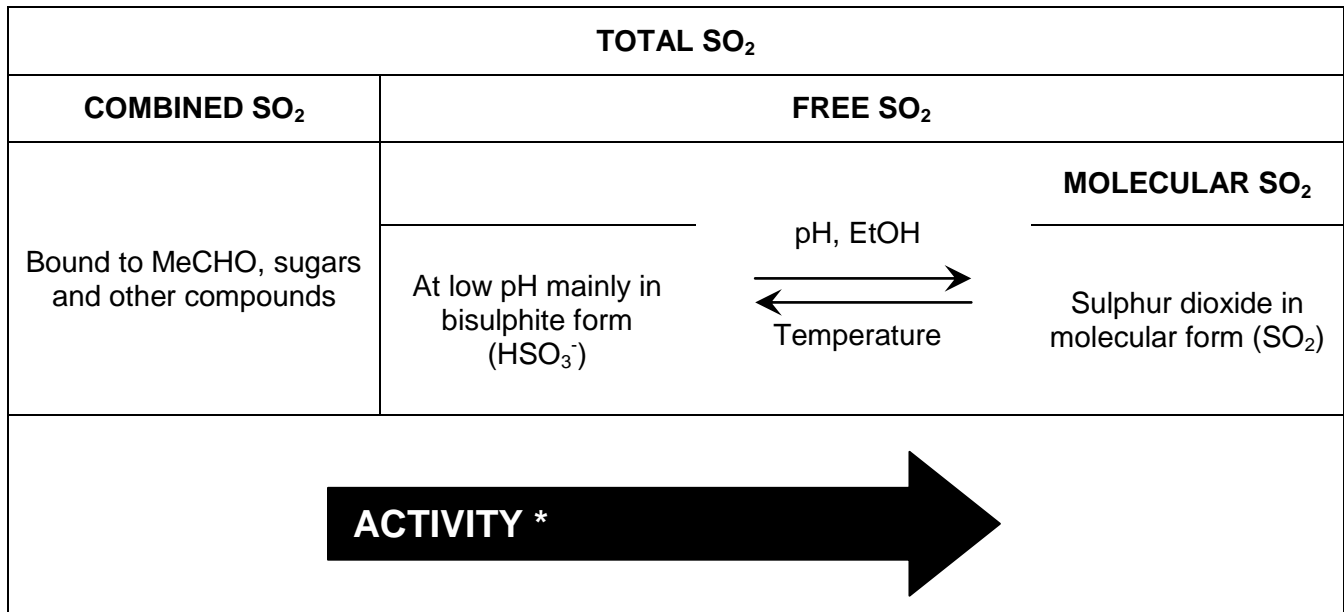 TOTAL SO₂
COMBINED SO₂
FREE SO₂
MOLECULAR SO₂
Bound to MeCHO, sugars
and other compounds
At low pH mainly in
bisulphite form
(HSO₃⁻)
pH, EtOH
Temperature
Sulphur dioxide in
molecular form (SO₂)
ACTIVITY *